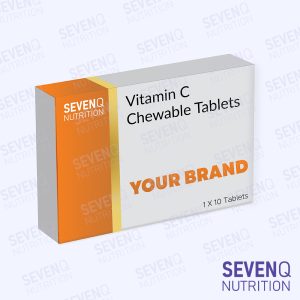 SEVENQ
NUTRITION
Vitamin C
Chewable Tablets
YOUR BRAND
1 X 10 Tablets
SEVENQ
NUTRITION